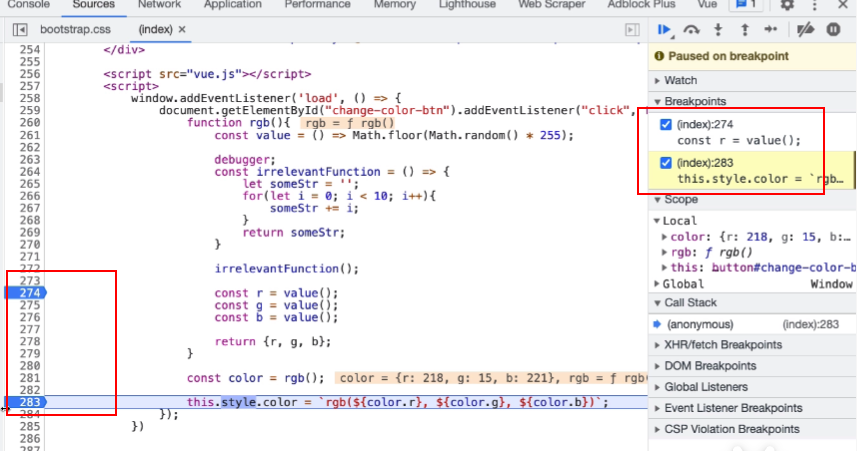 Console Sources Network Application Performance Memory Lighthouse Web Scraper Adblock Plus Vue 1
bootstrap.css (index) ×
254 </div>
255
256 <script src="vue.js"></script>
257 <script>
258 window.addEventListener('load', () => {
259 document.getElementById("change-color-btn").addEventListener("click",
260 function rgb(){ rgb = ƒ rgb()
261 const value = () => Math.floor(Math.random() * 255);
262
263 debugger;
264 const irrelevantFunction = () => {
265 let someStr = '';
266 for(let i = 0; i < 10; i++){
267 someStr += i;
268 }
269 return someStr;
270 }
271
272 irrelevantFunction();
273
274 const r = value();
275 const g = value();
276 const b = value();
277
278 return {r, g, b};
279 }
280
281 const color = rgb(); color = {r: 218, g: 15, b: 221}, rgb = ƒ rgb
282
283 this.style.color = `rgb(${color.r}, ${color.g}, ${color.b})`;
284 });
285 })
286
287
Paused on breakpoint
Watch
Breakpoints
(index):274
const r = value();
(index):283
this.style.color = `rgb…
Scope
Local
color: {r: 218, g: 15, b:…
rgb: ƒ rgb()
this: button#change-color-b
Global Window
Call Stack
(anonymous) (index):283
XHR/fetch Breakpoints
DOM Breakpoints
Global Listeners
Event Listener Breakpoints
CSP Violation Breakpoints